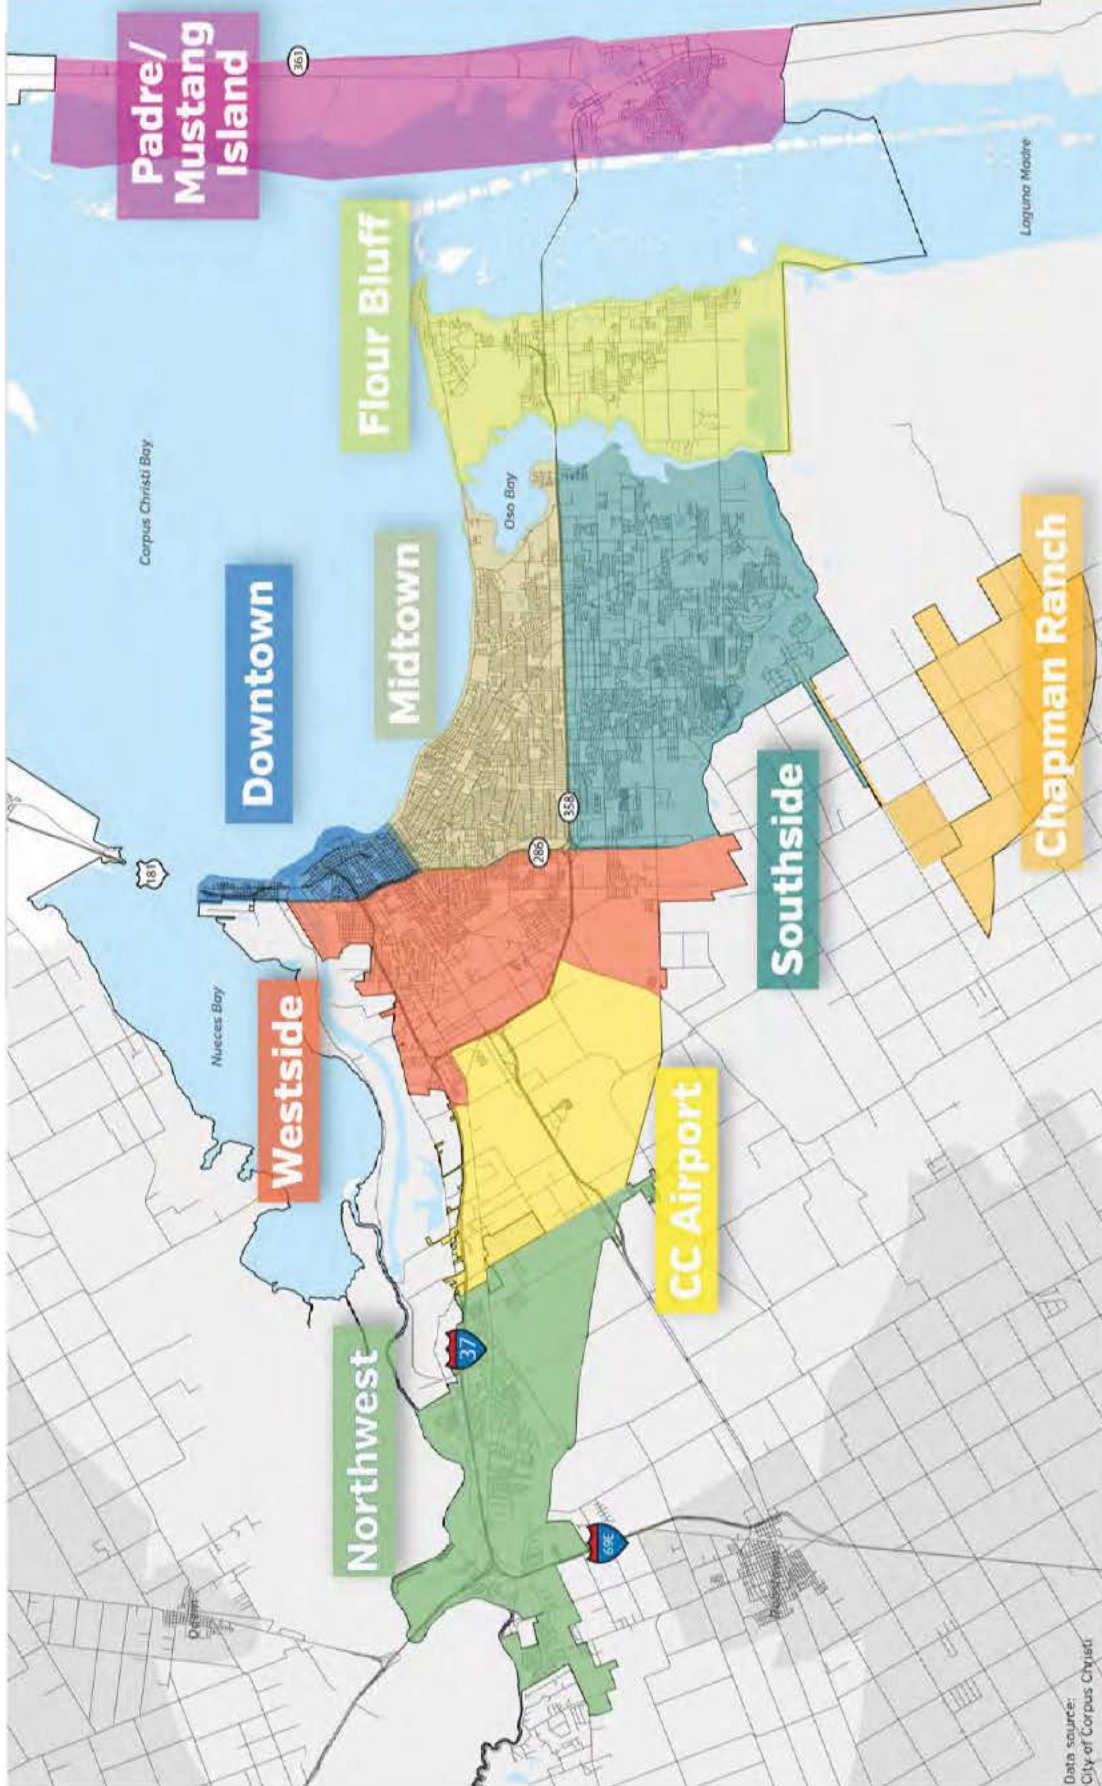 Padre/
Mustang
Island
361
Flour Bluff
Laguna Madre
Corpus Christi Bay
Oso Bay
Midtown
Downtown
181
358
286
Nueces Bay
Westside
Southside
Chapman Ranch
CC Airport
Northwest
37
69E
Data source:
City of Corpus Christi